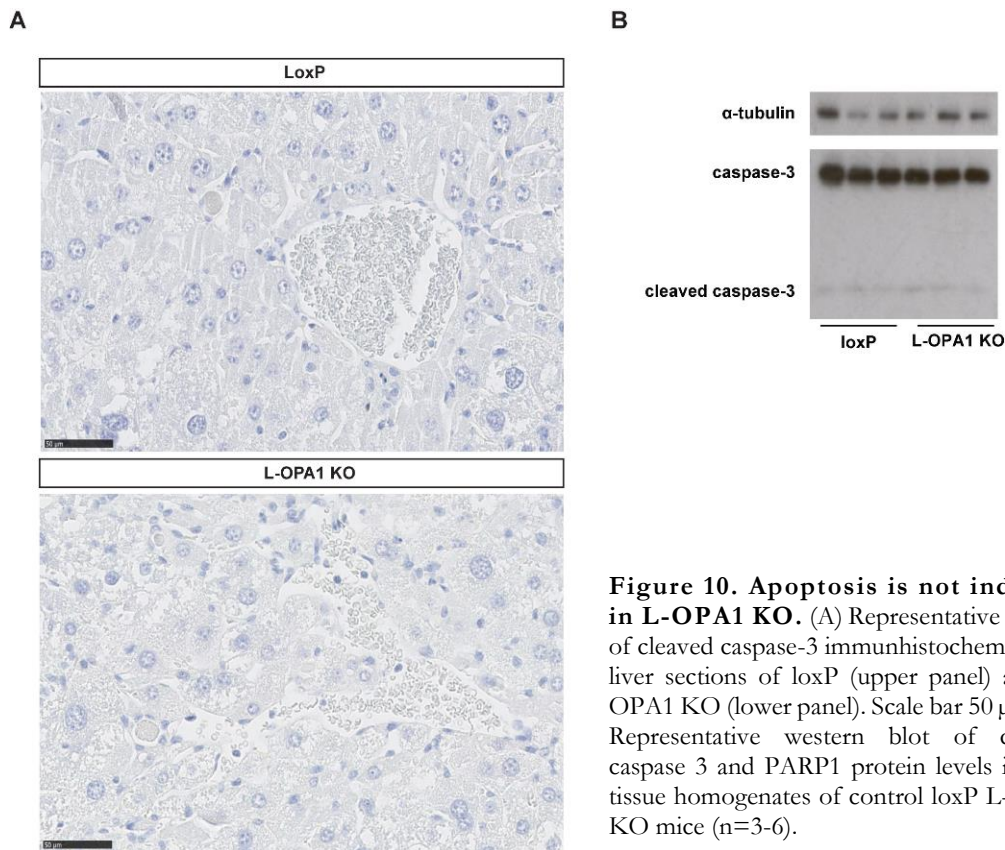 A
LoxP
50 µm
L-OPA1 KO
50 µm
B
α-tubulin
caspase-3
cleaved caspase-3
loxP L-OPA1 KO
Figure 10. Apoptosis is not ind
in L-OPA1 KO. (A) Representative
of cleaved caspase-3 immunhistochem
liver sections of loxP (upper panel) a
OPA1 KO (lower panel). Scale bar 50 µ
Representative western blot of c
caspase 3 and PARP1 protein levels i
tissue homogenates of control loxP L-
KO mice (n=3-6).